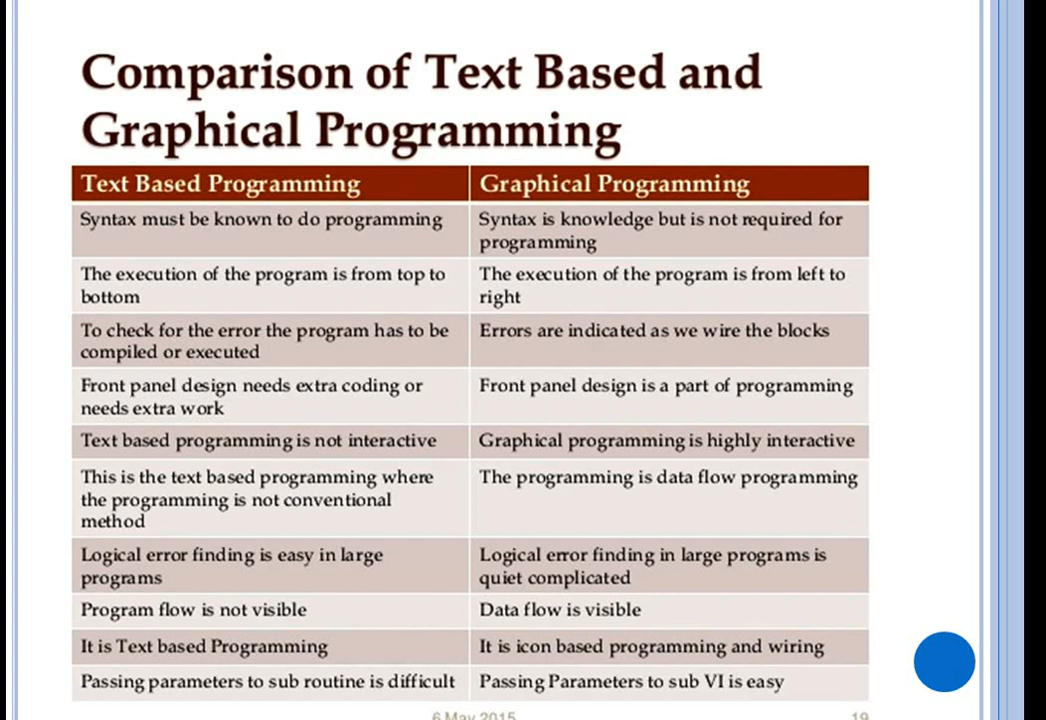 Comparison of Text Based and
Graphical Programming
Text Based Programming
Graphical Programming
Syntax must be known to do programming
Syntax is knowledge but is not required for
programming
The execution of the program is from top to
bottom
The execution of the program is from left to
right
To check for the error the program has to be
compiled or executed
Errors are indicated as we wire the blocks
Front panel design needs extra coding or
needs extra work
Front panel design is a part of programming
Text based programming is not interactive
Graphical programming is highly interactive
This is the text based programming where
the programming is not conventional
method
The programming is data flow programming
Logical error finding is easy in large
programs
Logical error finding in large programs is
quiet complicated
Program flow is not visible
Data flow is visible
It is Text based Programming
It is icon based programming and wiring
Passing parameters to sub routine is difficult
Passing Parameters to sub VI is easy
6 May 2015
19